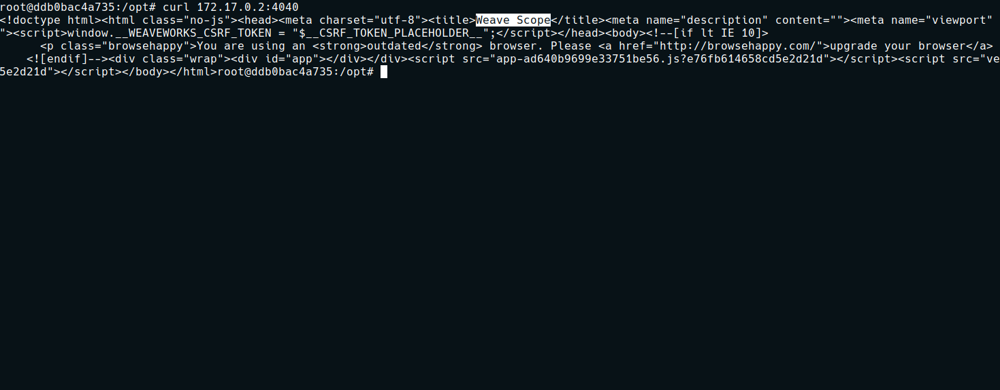 root@ddb0bac4a735:/opt# curl 172.17.0.2:4040
<!doctype html><html class="no-js"><head><meta charset="utf-8"><title>Weave Scope</title><meta name="description" content=""><meta name="viewport"
"><script>window.__WEAVEWORKS_CSRF_TOKEN = "$__CSRF_TOKEN_PLACEHOLDER__";</script></head><body><!--[if lt IE 10]>
<p class="browsehappy">You are using an <strong>outdated</strong> browser. Please <a href="http://browsehappy.com/">upgrade your browser</a>
<![endif]--><div class="wrap"><div id="app"></div></div><script src="app-ad640b9699e33751be56.js?e76fb614658cd5e2d21d"></script><script src="ve
5e2d21d"></script></body></html>root@ddb0bac4a735:/opt#